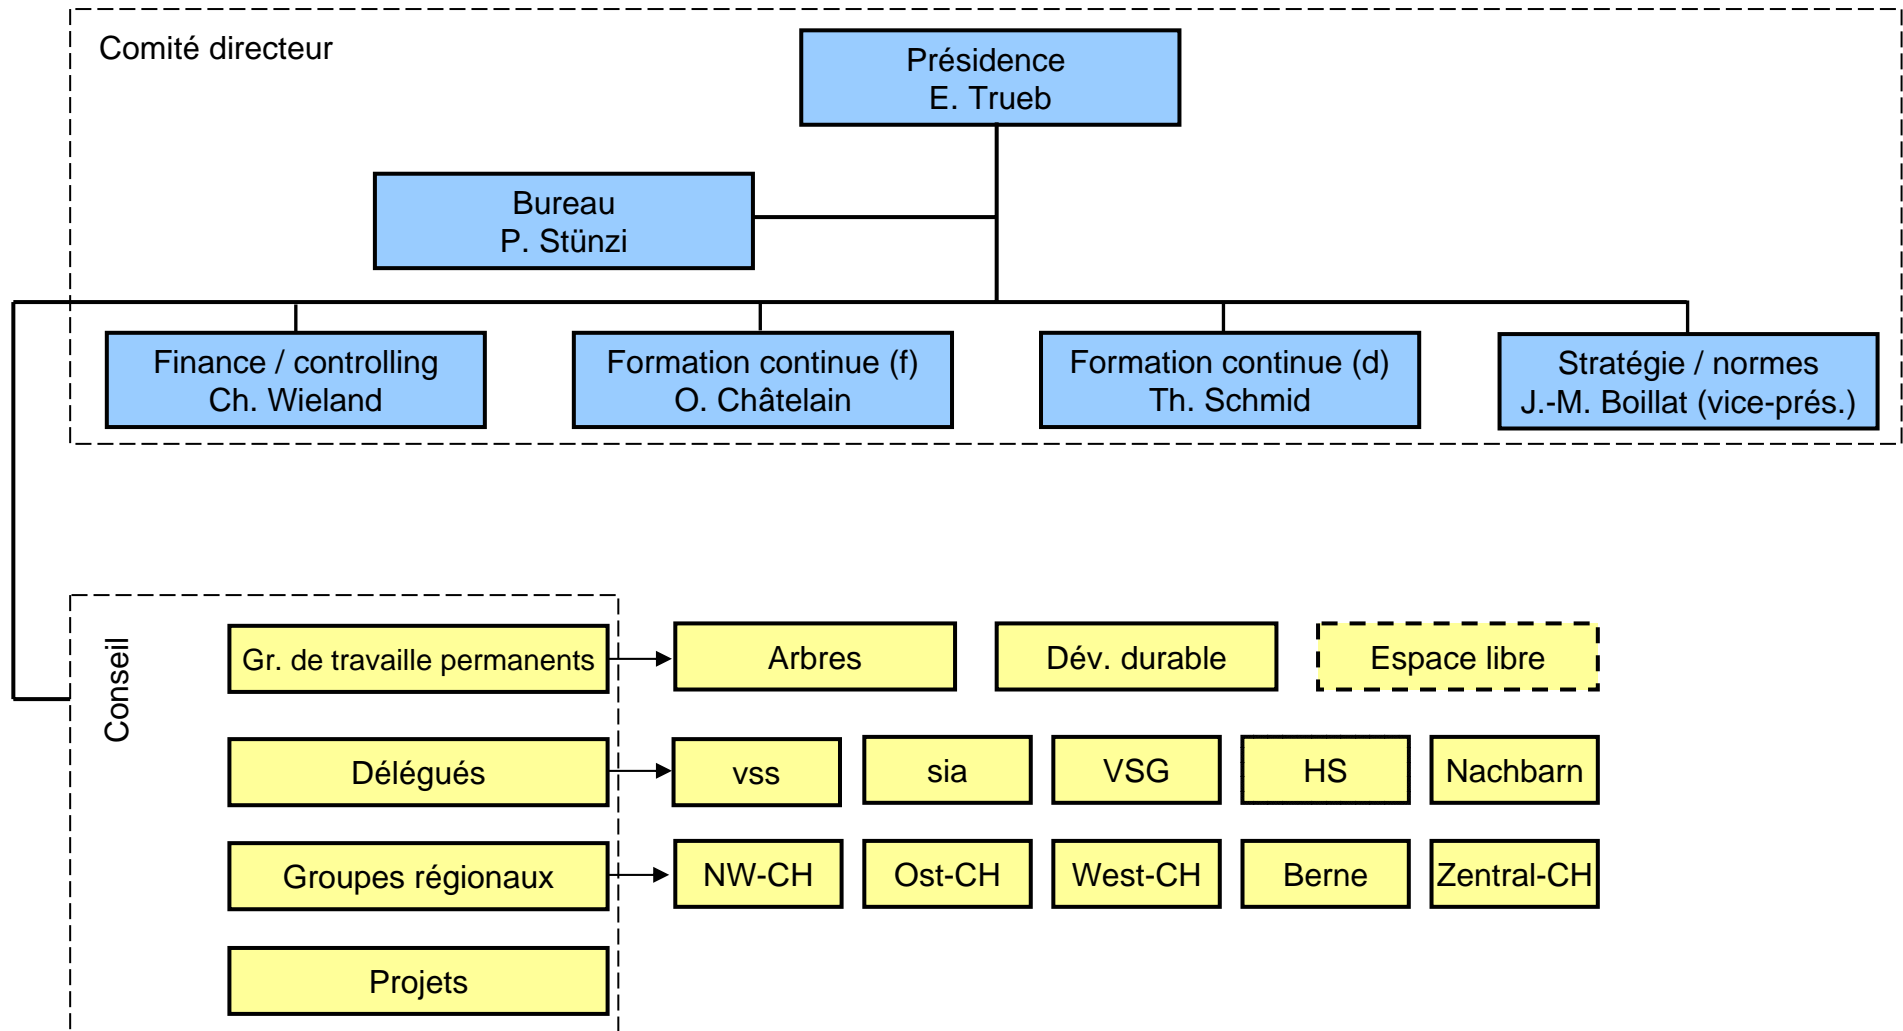 Comité directeur
Présidence
E. Trueb
Bureau
P. Stünzi
Finance / controlling
Ch. Wieland
Formation continue (f)
O. Châtelain
Formation continue (d)
Th. Schmid
Stratégie / normes
J.-M. Boillat (vice-prés.)
Conseil
Gr. de travaille permanents
Arbres
Dév. durable
Espace libre
Délégués
vss
sia
VSG
HS
Nachbarn
Groupes régionaux
NW-CH
Ost-CH
West-CH
Berne
Zentral-CH
Projets